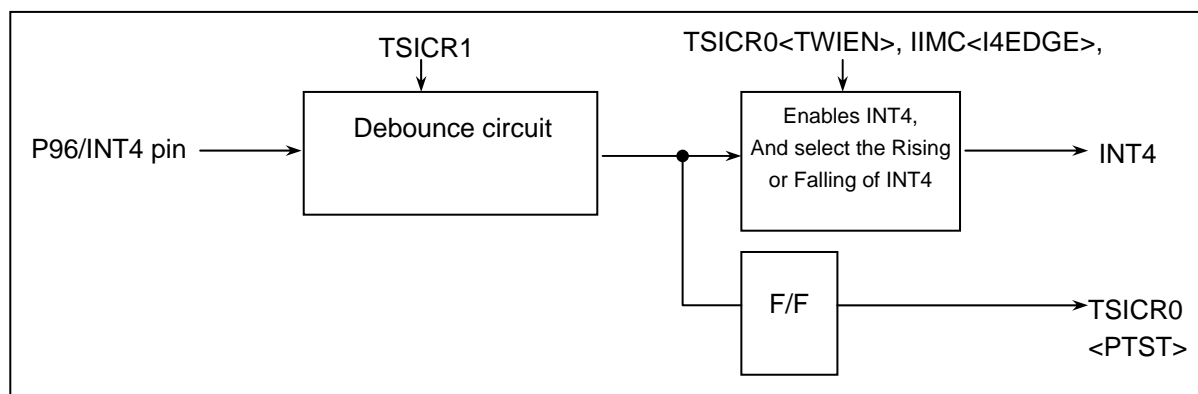 TSICR1
TSICR0<TWIEN>, IIMC<I4EDGE>,
P96/INT4 pin
Debounce circuit
Enables INT4,
And select the Rising
or Falling of INT4
INT4
F/F
TSICR0
<PTST>